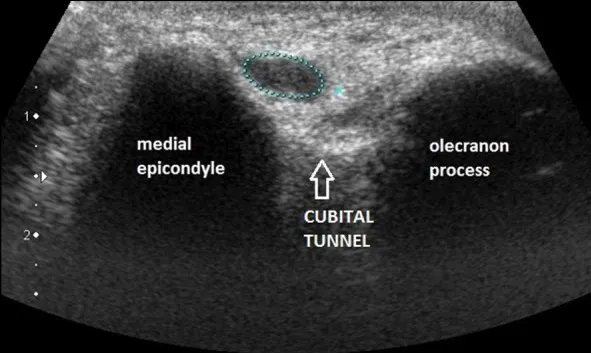 medial
epicondyle
olecranon
process
1
CUBITAL
TUNNEL
2